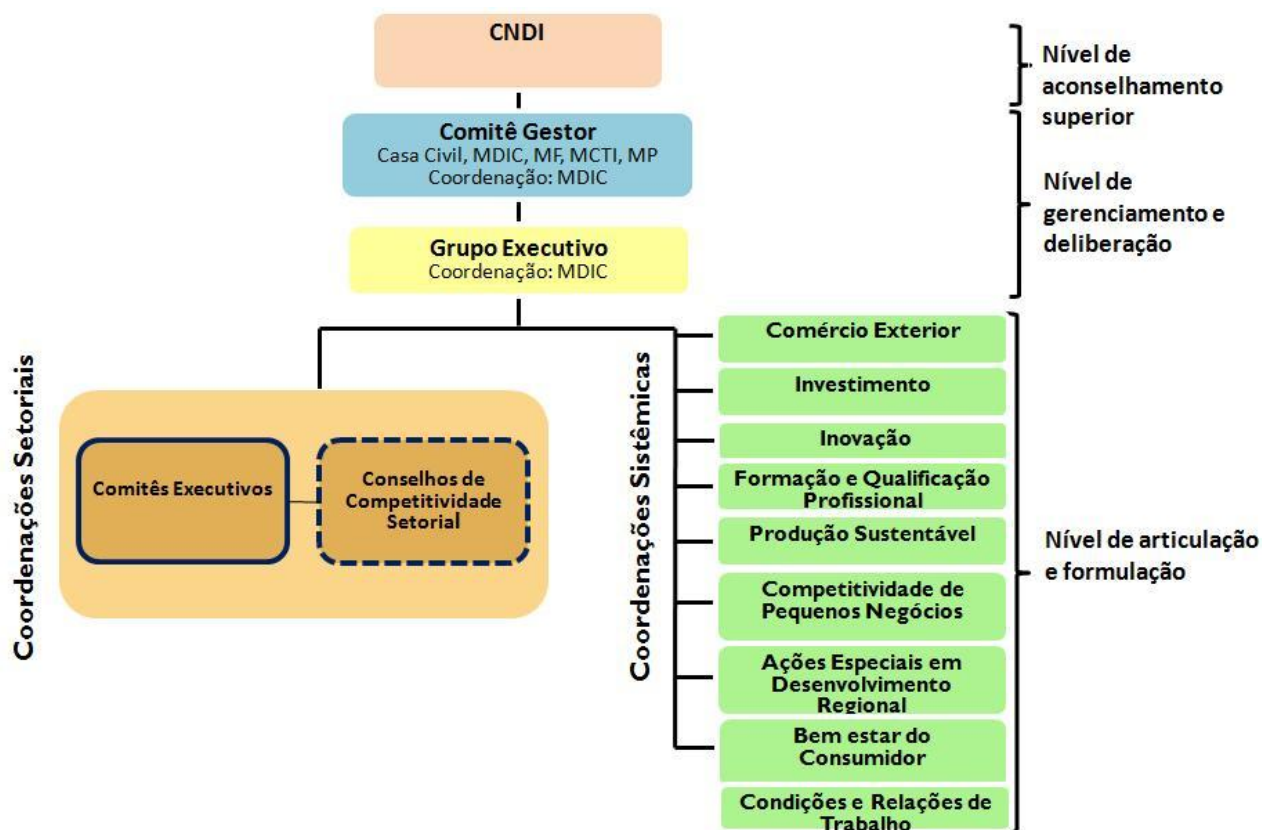 CNDI
Nível de
aconselhamento
superior
Comitê Gestor
Casa Civil, MDIC, MF, MCTI, MP
Coordenação: MDIC
Nível de
gerenciamento e
deliberação
Grupo Executivo
Coordenação: MDIC
Coordenações Setoriais
Comitês Executivos
Conselhos de
Competitividade
Setorial
Coordenações Sistêmicas
Comércio Exterior
Investimento
Inovação
Formação e Qualificação
Profissional
Produção Sustentável
Competitividade de
Pequenos Negócios
Ações Especiais em
Desenvolvimento
Regional
Bem estar do
Consumidor
Condições e Relações de
Trabalho
Nível de articulação
e formulação